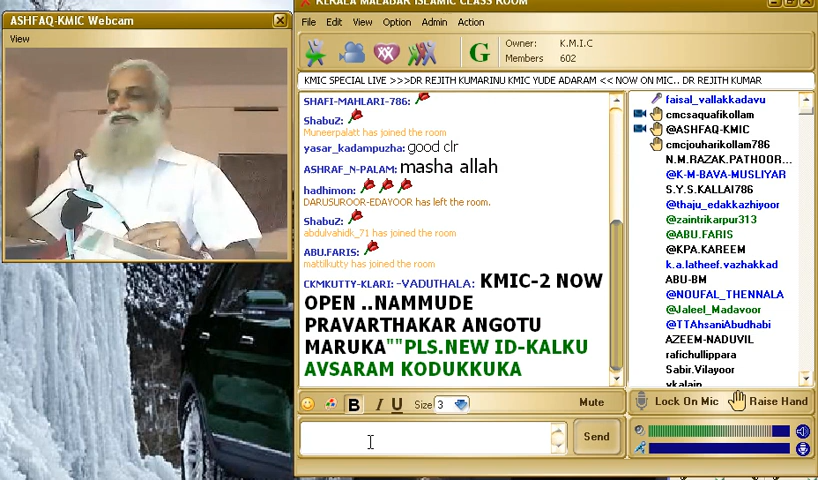 KERALA MALABAR ISLAMIC CLASS ROOM
ASHFAQ-KMIC Webcam
View
File Edit View Option Admin Action
G
Owner: K.M.I.C
Members 602
KMIC SPECIAL LIVE >>>DR REJITH KUMARINU KMIC YUDE ADARAM << NOW ON MIC.. DR REJITH KUMAR
SHAFI-MAHLARI-786:
ShabuZ:
Muneerpalatt has joined the room
yasar_kadampuzha: good clr
ASHRAF_N-PALAM: masha allah
hadhimon:
DARUSUROOR-EDAYOOR has left the room.
ShabuZ:
abdulvahidk_71 has joined the room
ABU.FARIS:
mattilkutty has joined the room
CKMKUTTY-KLARI: -VADUTHALA: KMIC-2 NOW
OPEN ..NAMMUDE
PRAVARTHAKAR ANGOTU
MARUKA""PLS.NEW ID-KALKU
AVSARAM KODUKKUKA
faisal_vallakkadavu
cmcsaquafikollam
@ASHFAQ-KMIC
cmcjouharikollam786
N.M.RAZAK.PATHOOR...
@K-M-BAVA-MUSLIYAR
S.Y.S.KALLAI786
@thaju_edakkazhiyoor
@zaintrikarpur313
@ABU.FARIS
@KPA.KAREEM
k.a.latheef.vazhakkad
ABU-BM
@NOUFAL_THENNALA
@Jaleel_Madavoor
@TTAhsaniAbudhabi
AZEEM-NADUVIL
rafichullippara
Sabir.Vilayoor
ykalain
B I U Size 3 Mute
Lock On Mic Raise Hand
Send